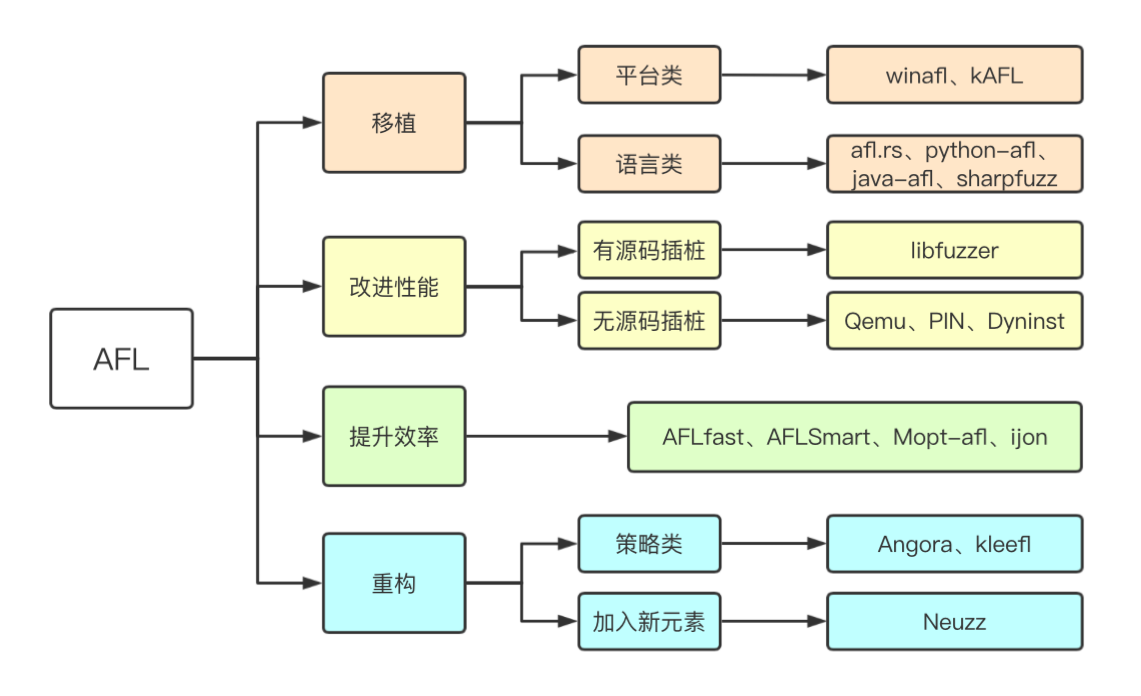 AFL
移植
平台类
winafl、kAFL
语言类
afl.rs、python-afl、
java-afl、sharpfuzz
改进性能
有源码插桩
libfuzzer
无源码插桩
Qemu、PIN、Dyninst
提升效率
AFLfast、AFLSmart、Mopt-afl、ijon
重构
策略类
Angora、kleefl
加入新元素
Neuzz